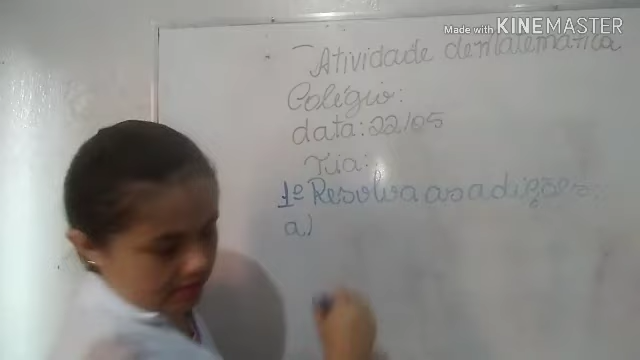 Made with KINEMASTER
Atividade de matemática
Colégio:
data: 22/05
Tia:
1º Resolva as adições:
a)